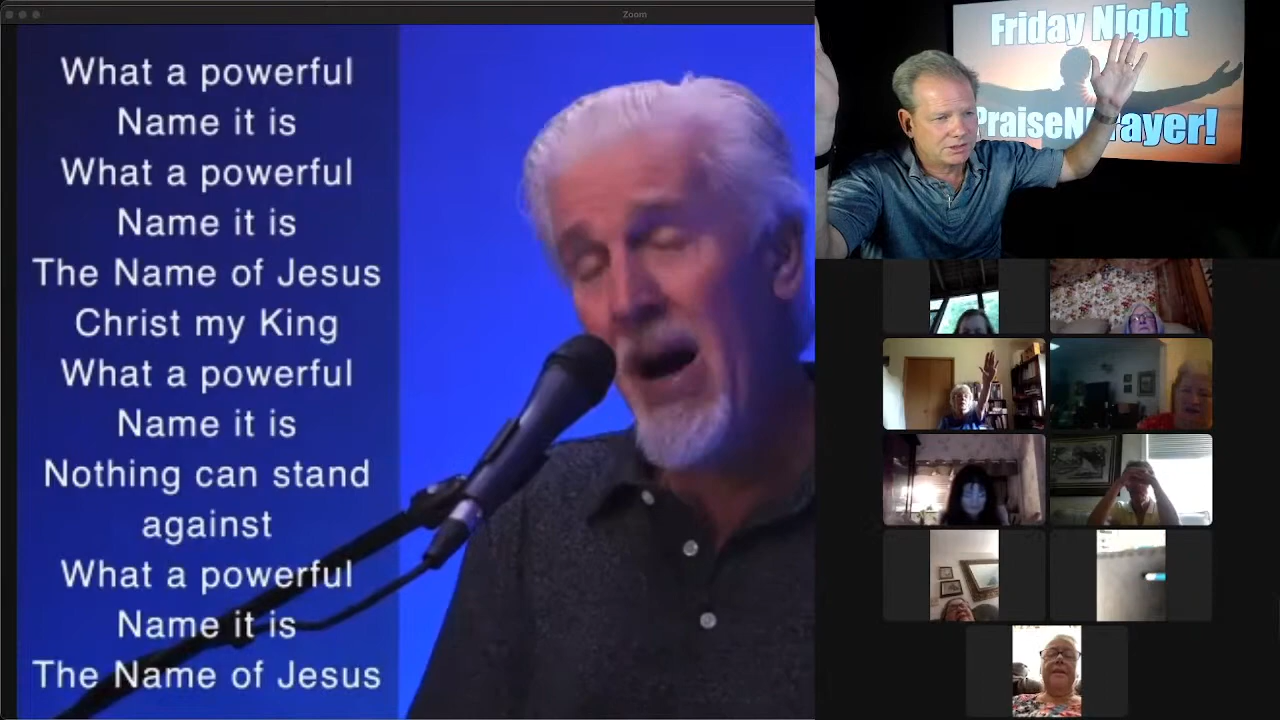 Zoom
What a powerful
Name it is
What a powerful
Name it is
The Name of Jesus
Christ my King
What a powerful
Name it is
Nothing can stand
against
What a powerful
Name it is
The Name of Jesus
Friday Night